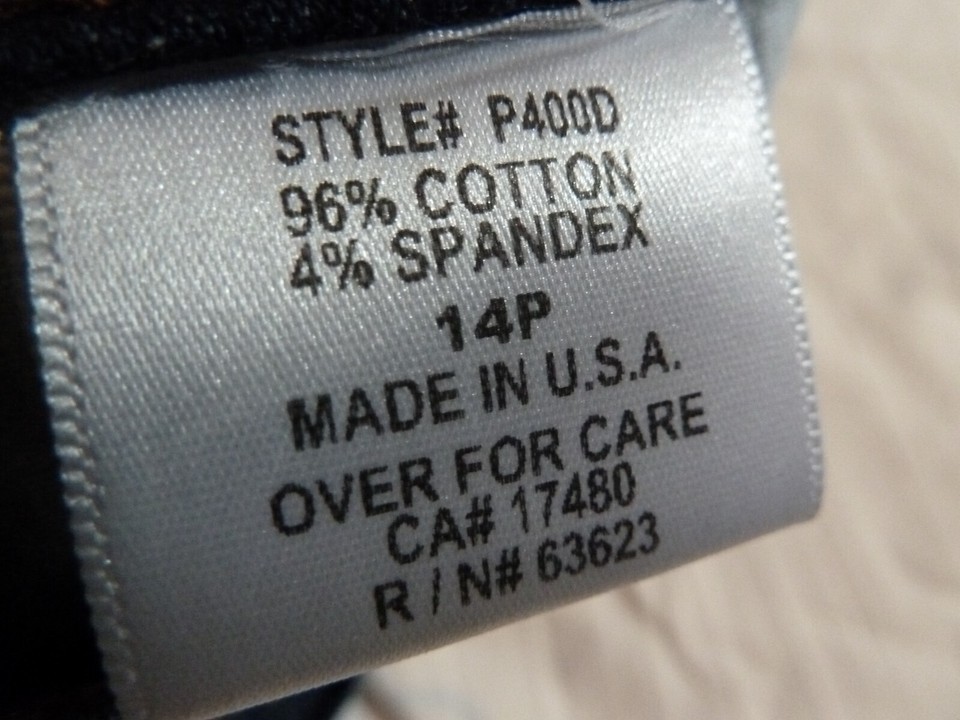 STYLE# P400D
96% COTTON
4% SPANDEX
14P
MADE IN U.S.A.
OVER FOR CARE
CA# 17480
R / N# 63623